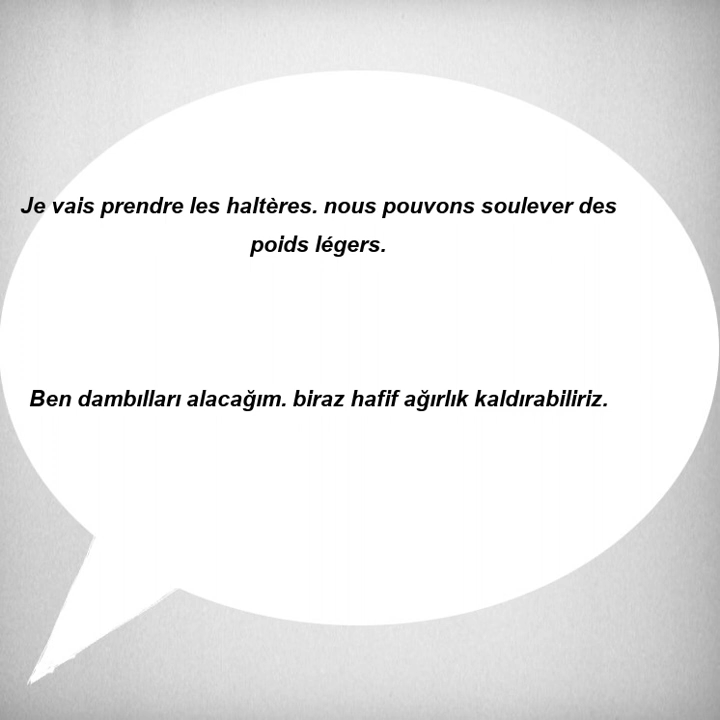 Je vais prendre les haltères. nous pouvons soulever des
poids légers.
Ben dambılları alacağım. biraz hafif ağırlık kaldırabiliriz.